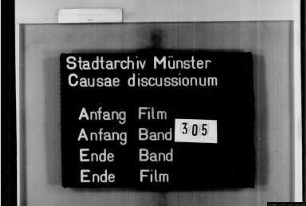 Stadtarchiv Münster
Causae discussionum
Anfang Film
Anfang Band 305
Ende Band
Ende Film